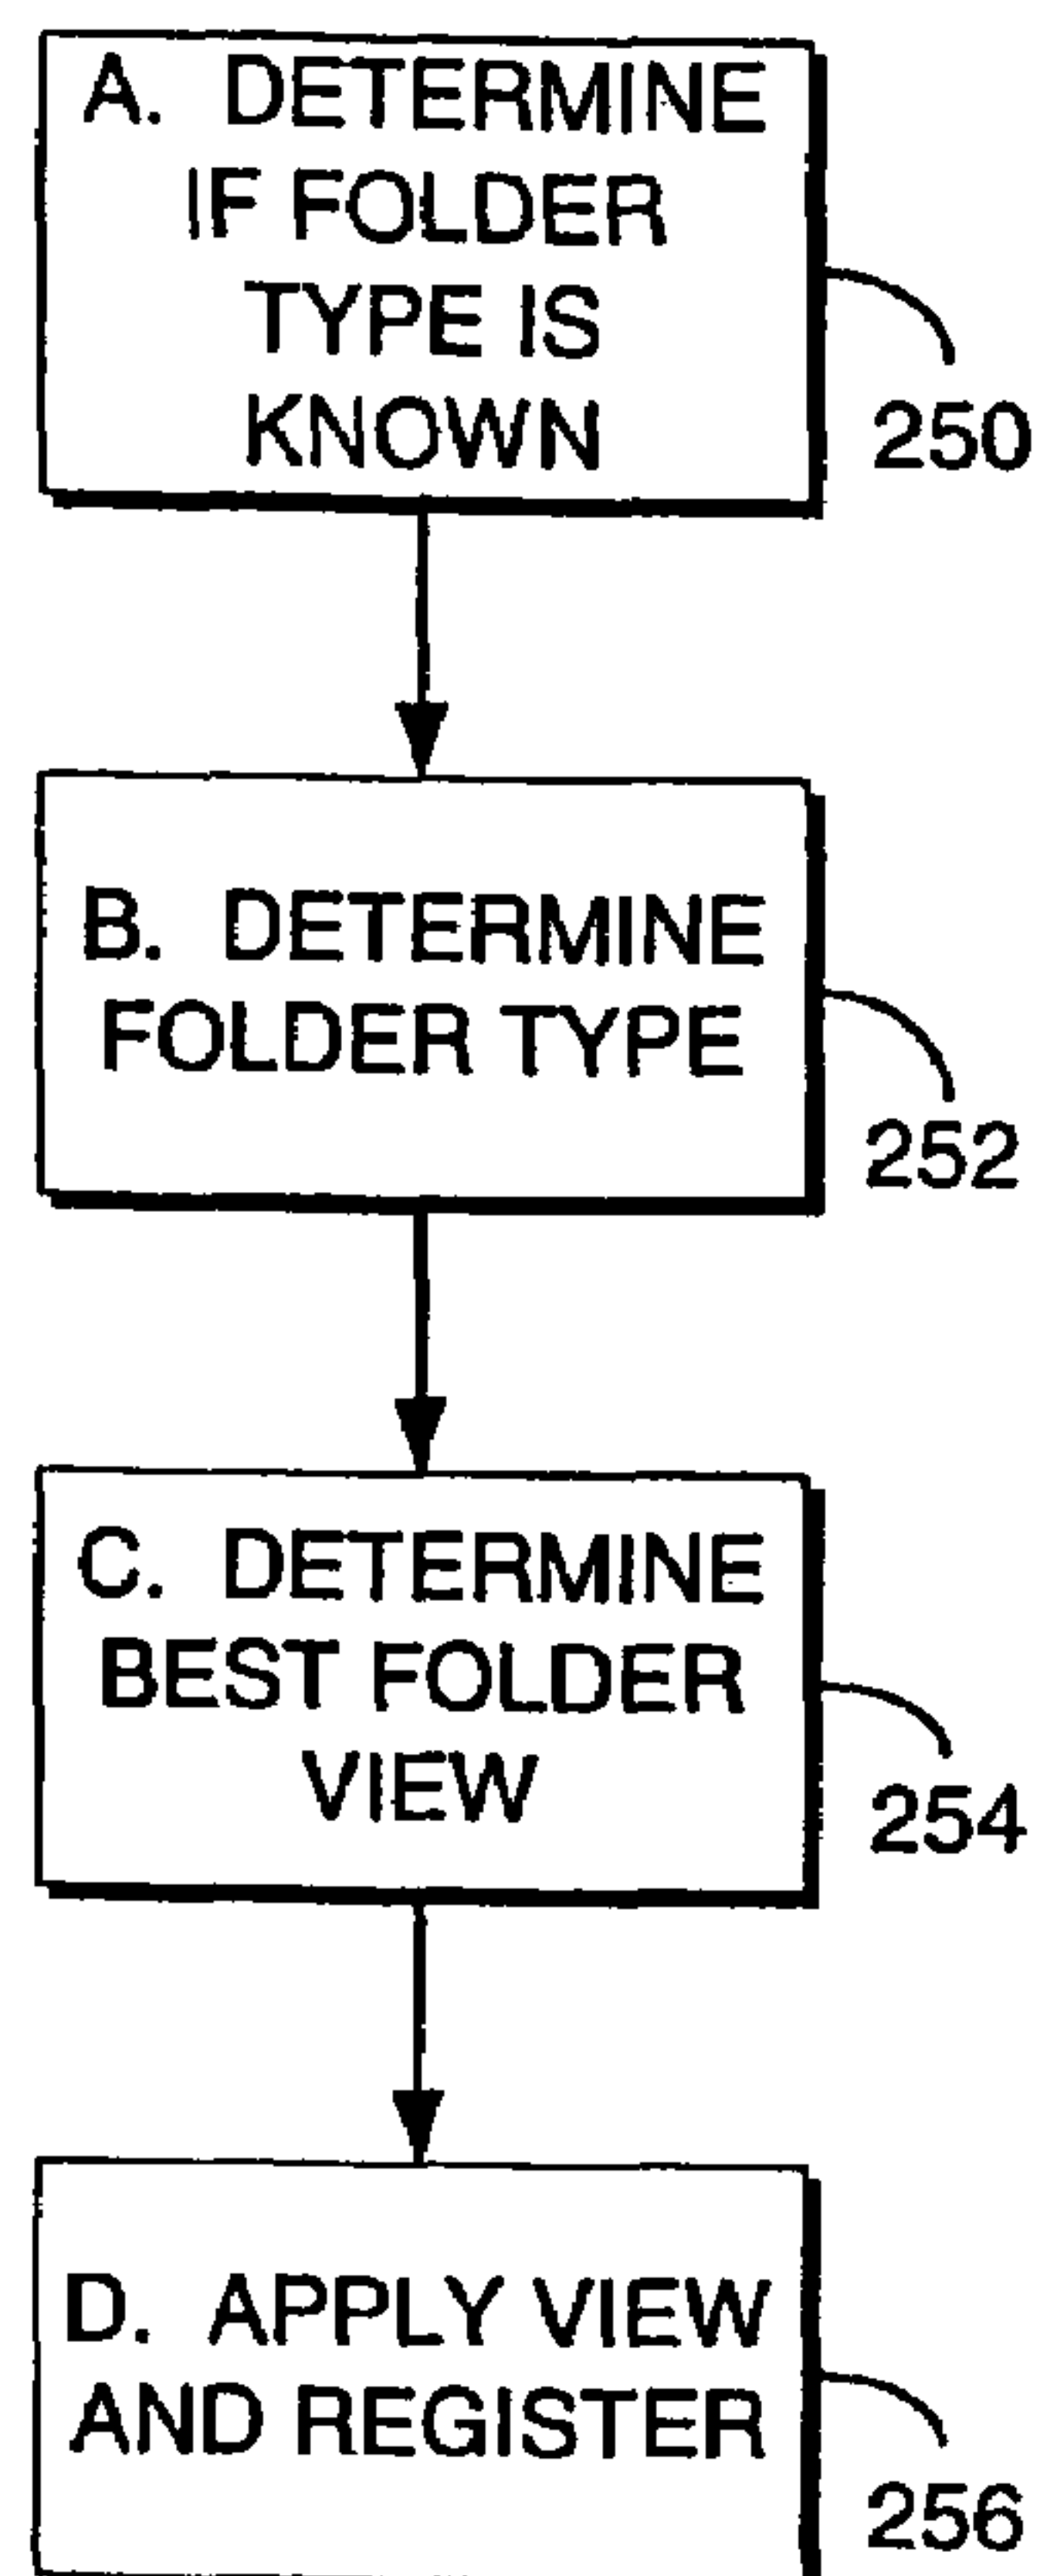 A. DETERMINE
IF FOLDER
TYPE IS
KNOWN
250
B. DETERMINE
FOLDER TYPE
252
C. DETERMINE
BEST FOLDER
VIEW
254
D. APPLY VIEW
AND REGISTER
256